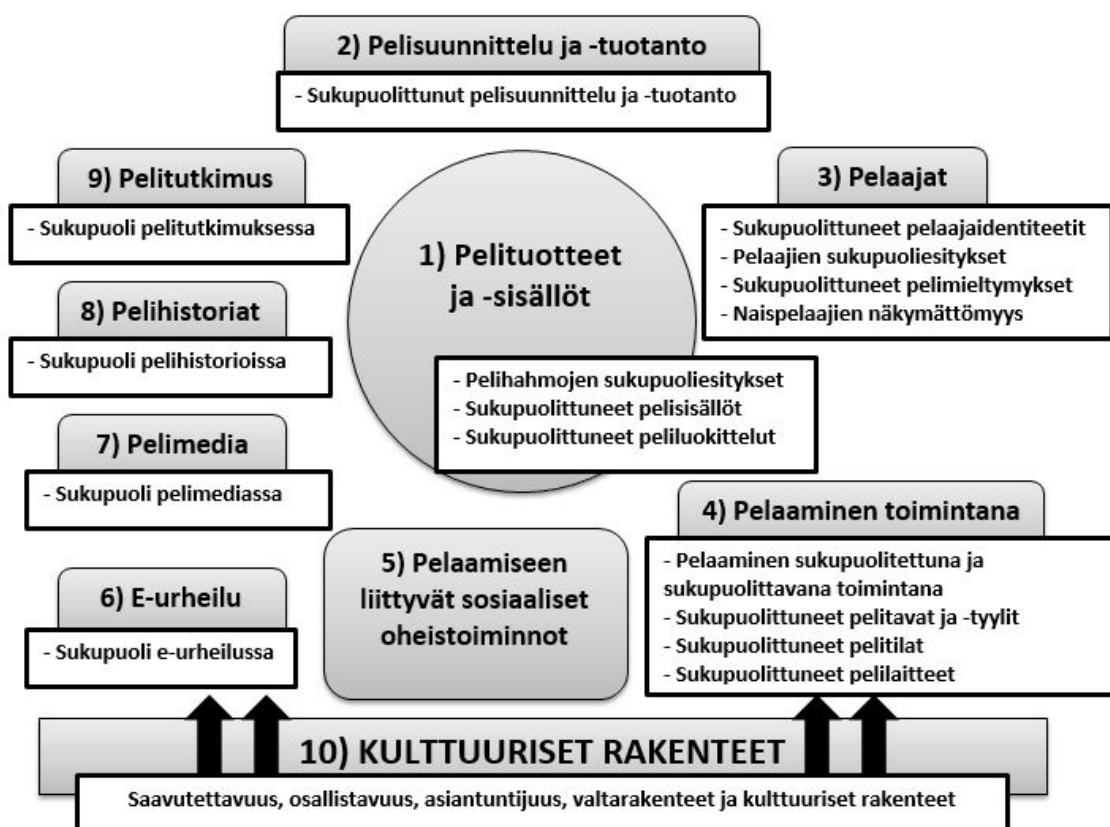 2) Pelisuunnittelu ja -tuotanto
- Sukupuolittunut pelisuunnittelu ja -tuotanto
1) Pelituotteet
ja -sisällöt
- Pelihahmojen sukupuoliesitykset
- Sukupuolittuneet pelisisällöt
- Sukupuolittuneet peliluokittelut
3) Pelaajat
- Sukupuolittuneet pelaajaidentiteetit
- Pelaajien sukupuoliesitykset
- Sukupuolittuneet pelimieltymykset
- Naispelaajien näkymättömyys
4) Pelaaminen toimintana
- Pelaaminen sukupuolitettuna ja
sukupuolittavana toimintana
- Sukupuolittuneet pelitavat ja -tyylit
- Sukupuolittuneet pelitilat
- Sukupuolittuneet pelilaitteet
5) Pelaamiseen
liittyvät sosiaaliset
oheistoiminnot
9) Pelitutkimus
- Sukupuoli pelitutkimuksessa
8) Pelihistoriat
- Sukupuoli pelihistorioissa
7) Pelimedia
- Sukupuoli pelimediassa
6) E-urheilu
- Sukupuoli e-urheilussa
10) KULTTUURISET RAKENTEET
Saavutettavuus, osallistavuus, asiantuntijuus, valtarakenteet ja kulttuuriset rakenteet